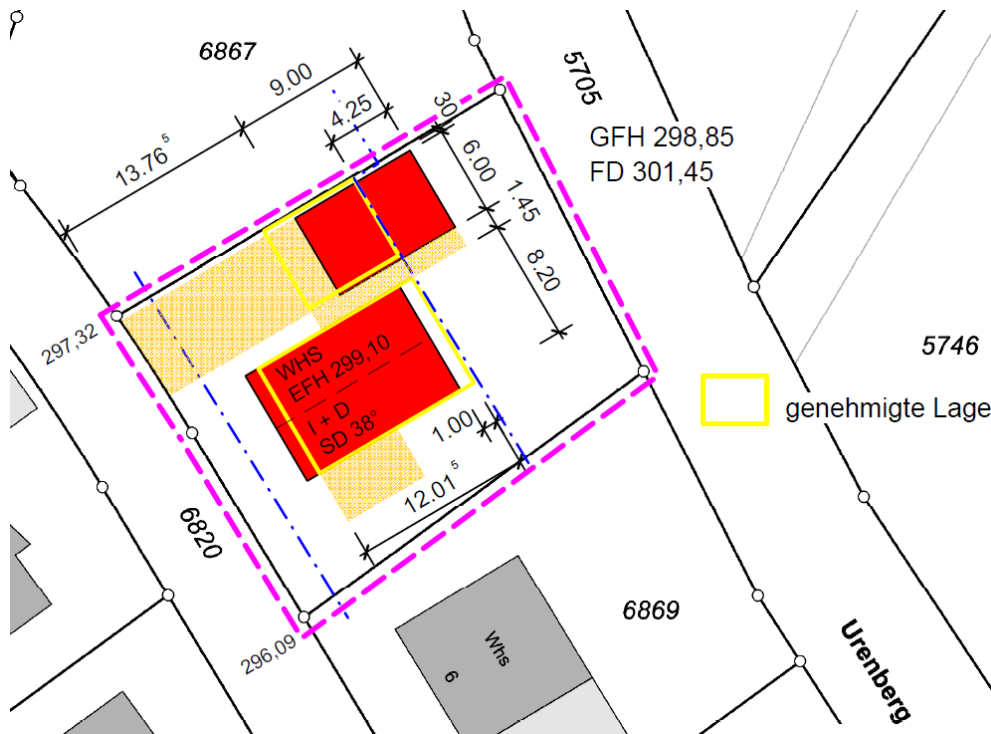 6867
9.00
4.25
13.76⁵
30
6.00
1.45
8.20
5705
GFH 298,85
FD 301,45
297,32
WHS
EFH 299,10
I + D
SD 38°
1.00
12.01⁵
5746
genehmigte Lage
6820
296,09
6869
Whs
6
Urenberg